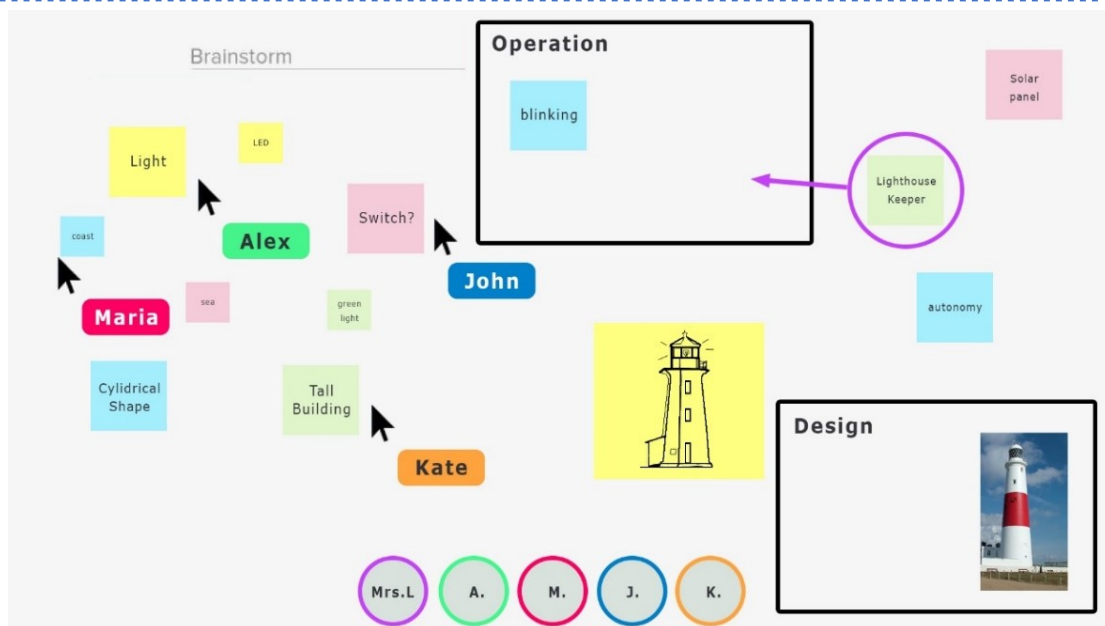 Brainstorm
Operation
blinking
Solar
panel
Light
LED
Switch?
Lighthouse
Keeper
coast
Alex
John
Maria
sea
green
light
autonomy
Cylidrical
Shape
Tall
Building
Kate
Design
Mrs.L
A.
M.
J.
K.